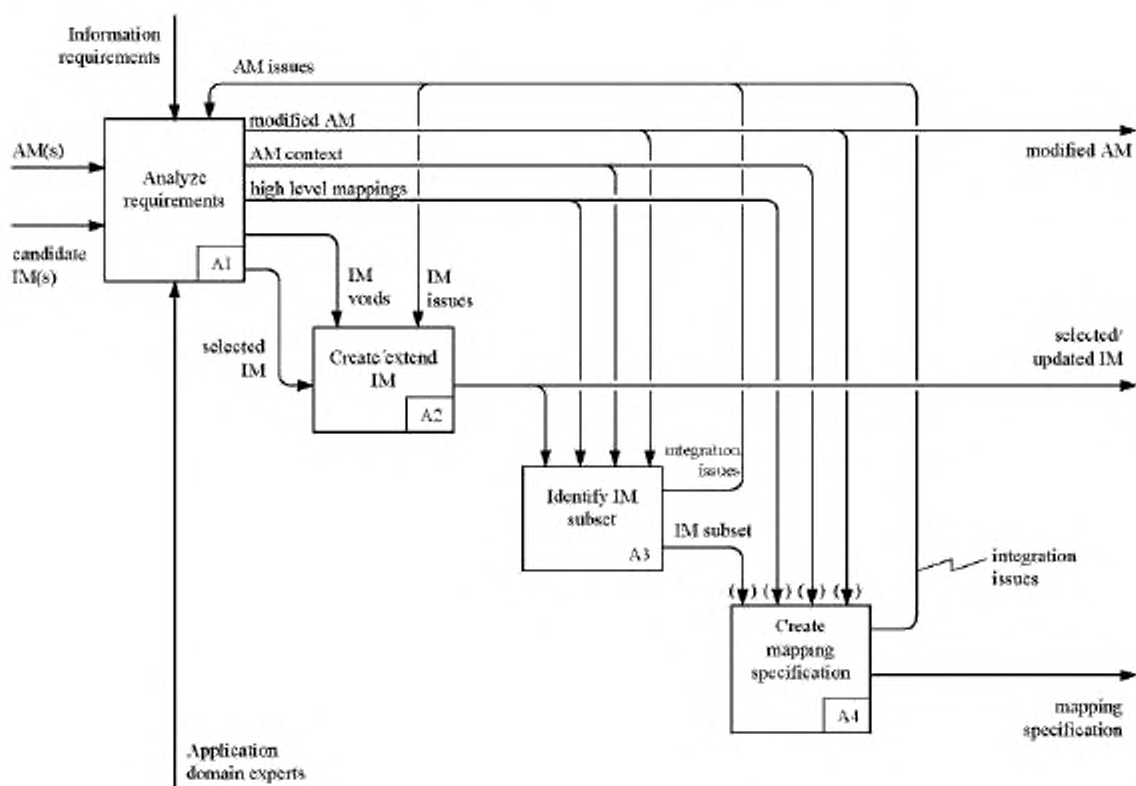 Information
requirements
AM issues
modified AM
AM(s)
modified AM
AM context
Analyze
requirements
high level mappings
candidate
IM(s)
A1
IM
voids
IM
issues
selected
IM
selected/
updated IM
Create/extend
IM
A2
integration
issues
Identify IM
subset
IM subset
A3
integration
issues
( ) ( ) ( ) ( )
Create
mapping
specification
A4
mapping
specification
Application
domain experts